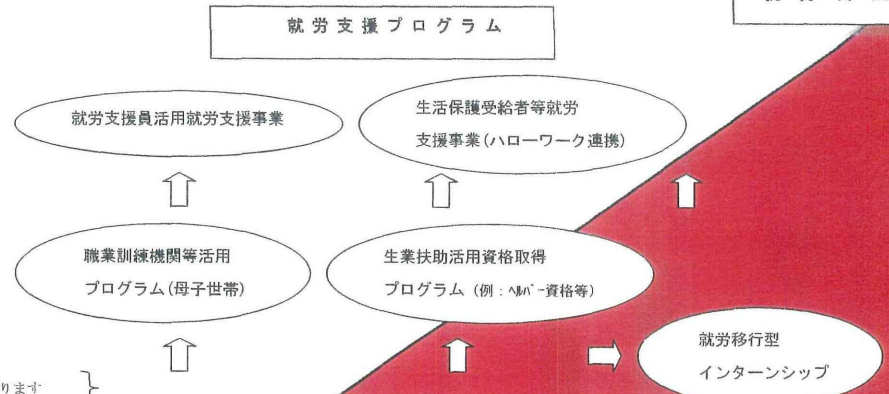 就労支援プログラム
就労支援員活用就労支援事業
生活保護受給者等就労
支援事業(ハローワーク連携)
職業訓練機関等活用
プログラム(母子世帯)
生業扶助活用資格取得
プログラム (例:ヘルパー資格等)
就労移行型
インターンシップ
ります